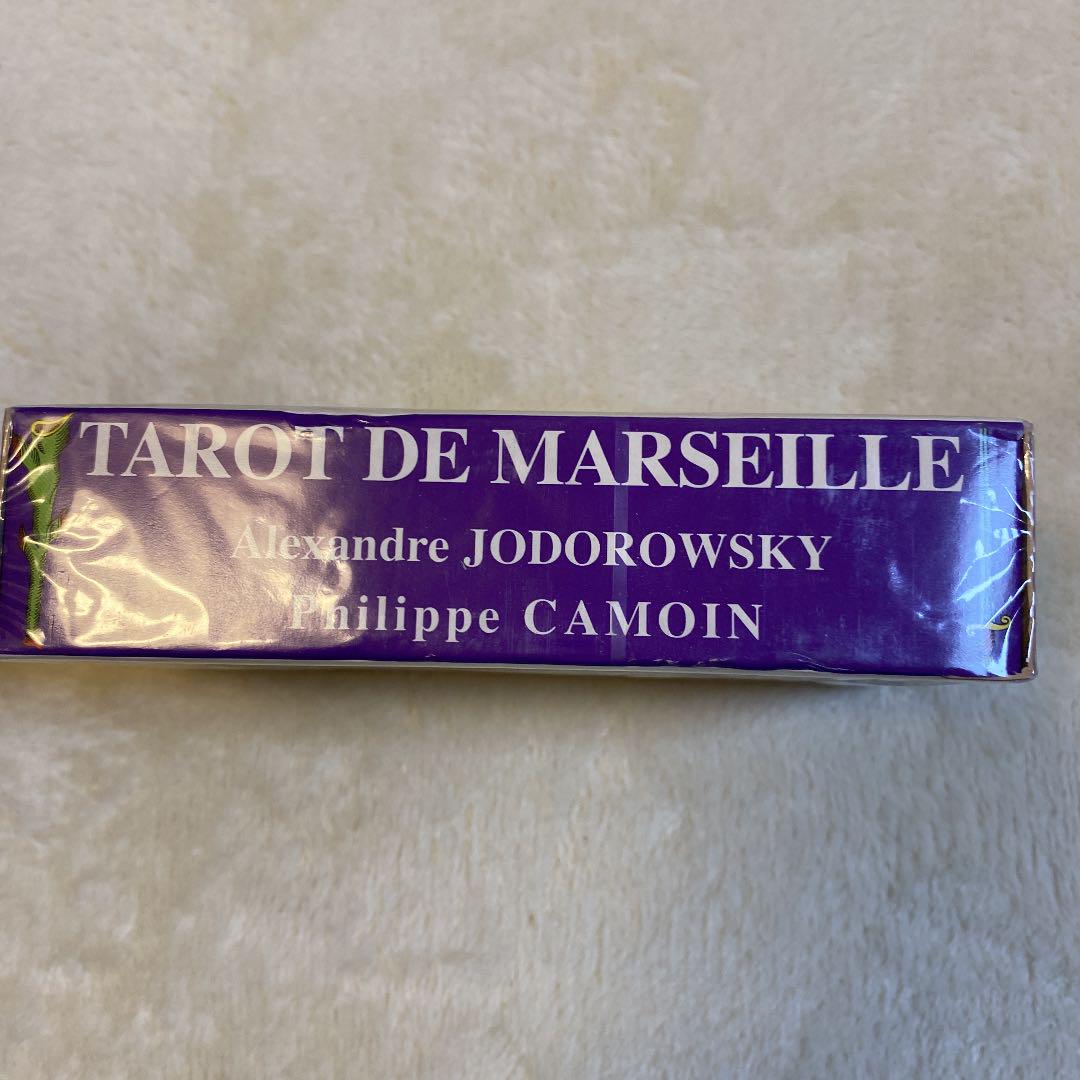 TAROT DE MARSEILLE
Alexandre JODOROWSKY
Philippe CAMOIN